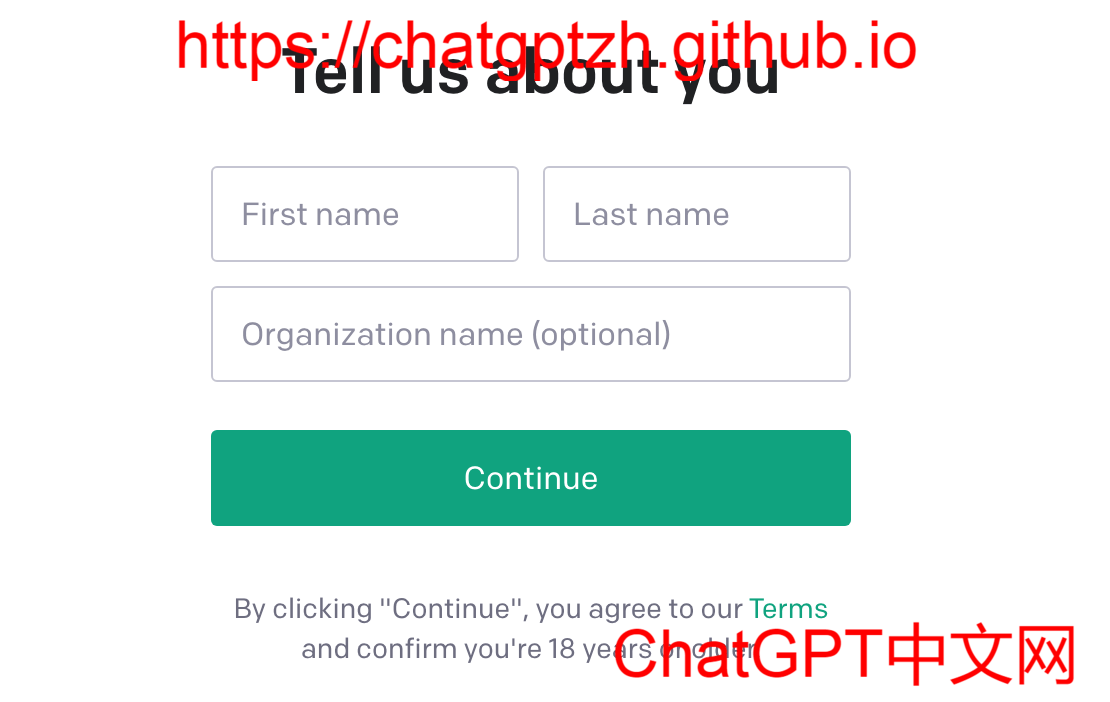 https://chatgptzh.github.io
Tell us about you
First name
Last name
Organization name (optional)
Continue
By clicking "Continue", you agree to our Terms
and confirm you're 18 years or older
ChatGPT中文网